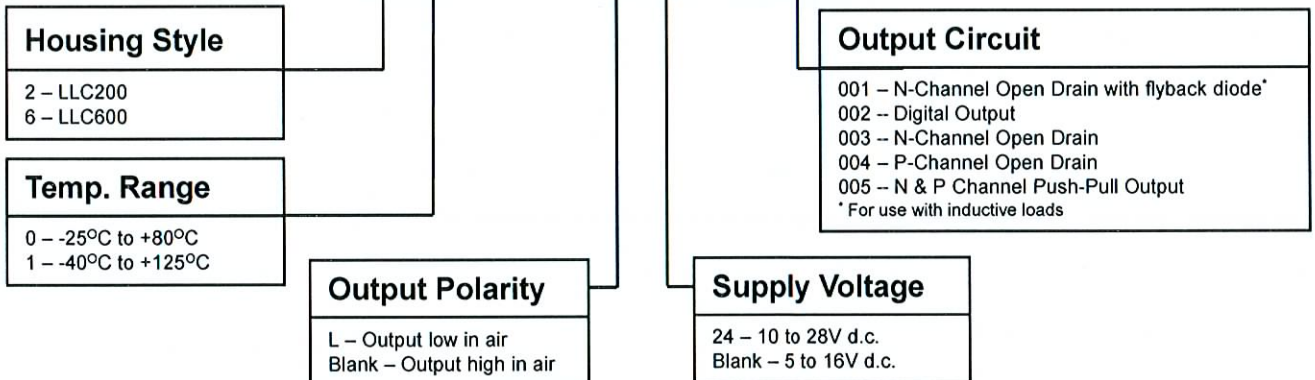 Housing Style
2 – LLC200
6 – LLC600
Temp. Range
0 – -25°C to +80°C
1 – -40°C to +125°C
Output Polarity
L – Output low in air
Blank – Output high in air
Supply Voltage
24 – 10 to 28V d.c.
Blank – 5 to 16V d.c.
Output Circuit
001 – N-Channel Open Drain with flyback diode*
002 -- Digital Output
003 -- N-Channel Open Drain
004 – P-Channel Open Drain
005 -- N & P Channel Push-Pull Output
* For use with inductive loads